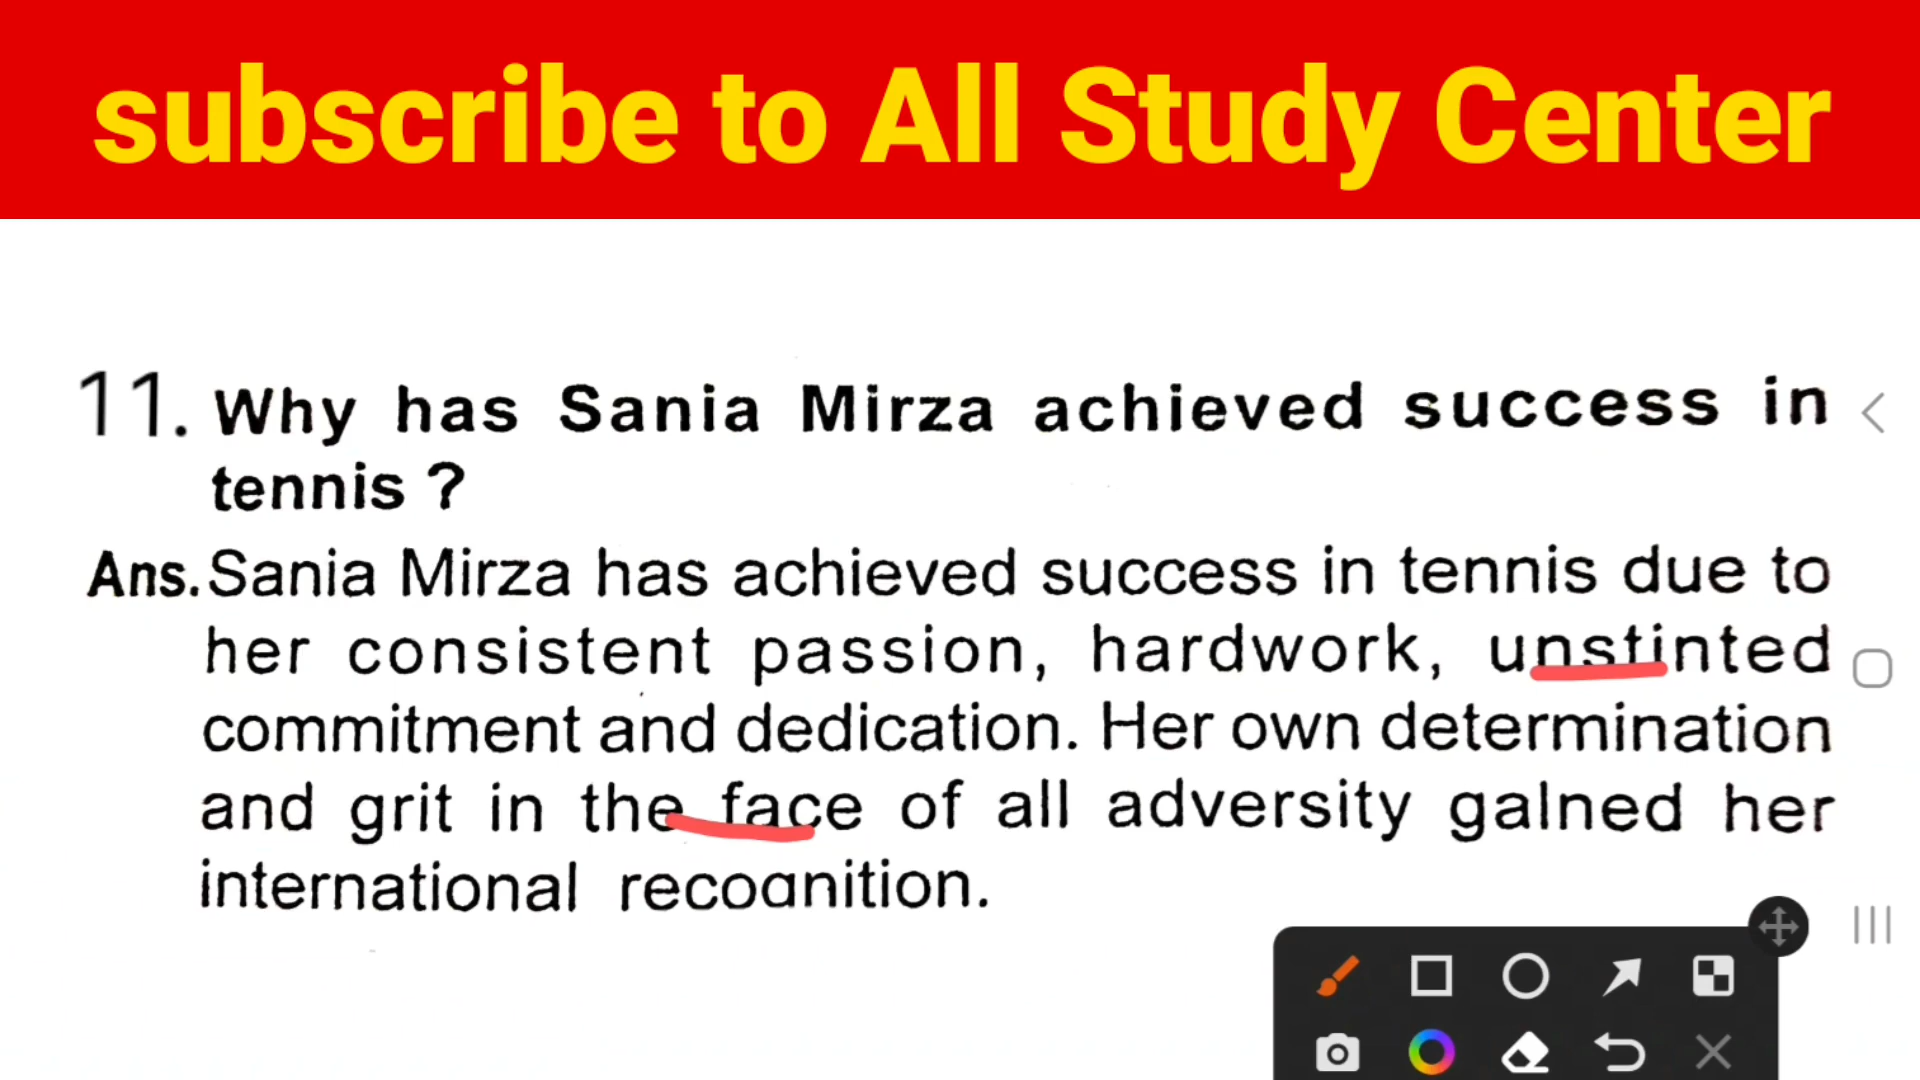 subscribe to All Study Center
11. Why has Sania Mirza achieved success in
tennis ?
Ans. Sania Mirza has achieved success in tennis due to
her consistent passion, hardwork, unstinted
commitment and dedication. Her own determination
and grit in the face of all adversity galned her
international recoanition.